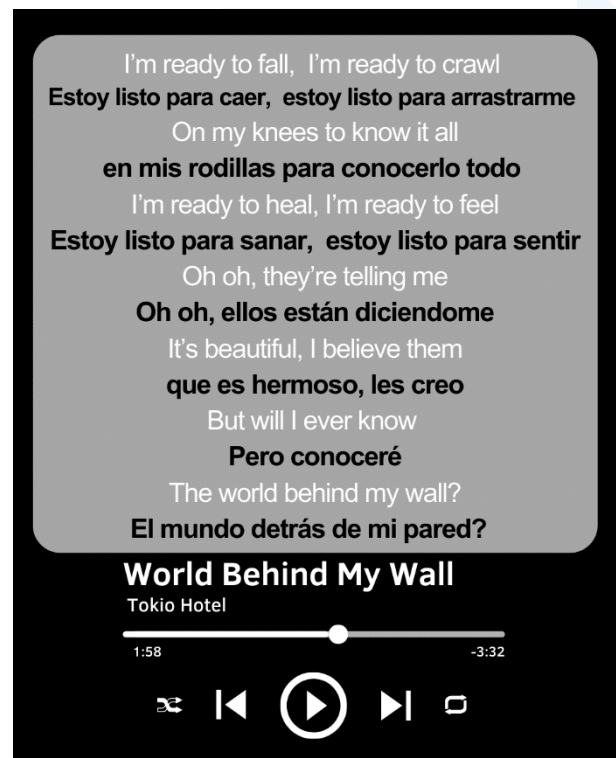 I'm ready to fall,  I'm ready to crawl
Estoy listo para caer,  estoy listo para arrastrarme
On my knees to know it all
en mis rodillas para conocerlo todo
I'm ready to heal, I'm ready to feel
Estoy listo para sanar,  estoy listo para sentir
Oh oh, they're telling me
Oh oh, ellos están diciendome
It's beautiful, I believe them
que es hermoso, les creo
But will I ever know
Pero conoceré
The world behind my wall?
El mundo detrás de mi pared?
World Behind My Wall
Tokio Hotel
1:58 -3:32